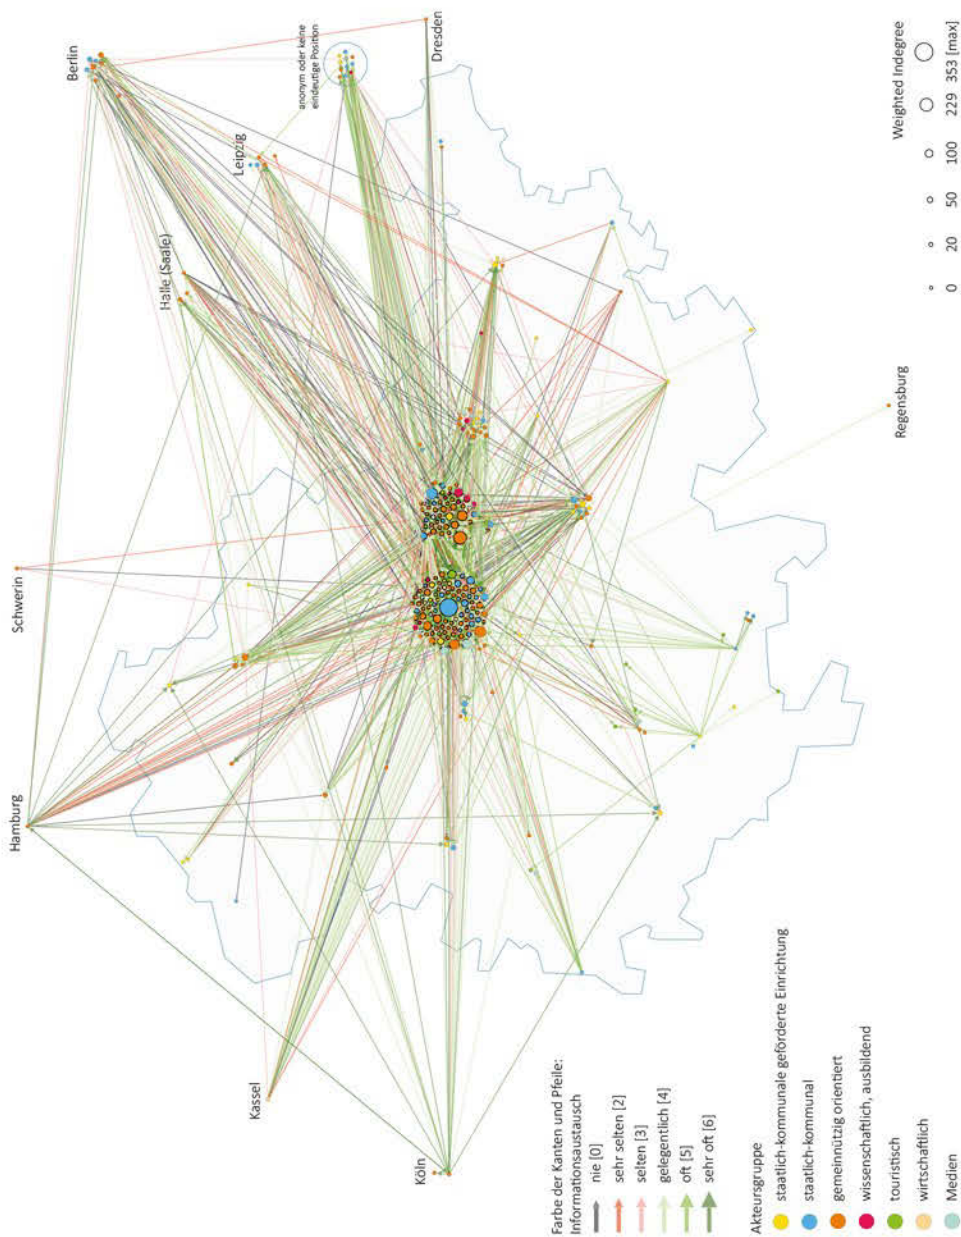 Berlin
anonym oder keine
eindeutige Position
Dresden
Leipzig
Halle (Saale)
Schwerin
Regensburg
Hamburg
Kassel
Köln
Farbe der Kanten und Pfeile:
Informationsaustausch
nie [0]
sehr selten [2]
selten [3]
gelegentlich [4]
oft [5]
sehr oft [6]
Akteursgruppe
staatlich-kommunale geförderte Einrichtung
staatlich-kommunal
gemeinnützig orientiert
wissenschaftlich, ausbildend
touristisch
wirtschaftlich
Medien
Weighted Indegree
0 20 50 100 229 353 [max]